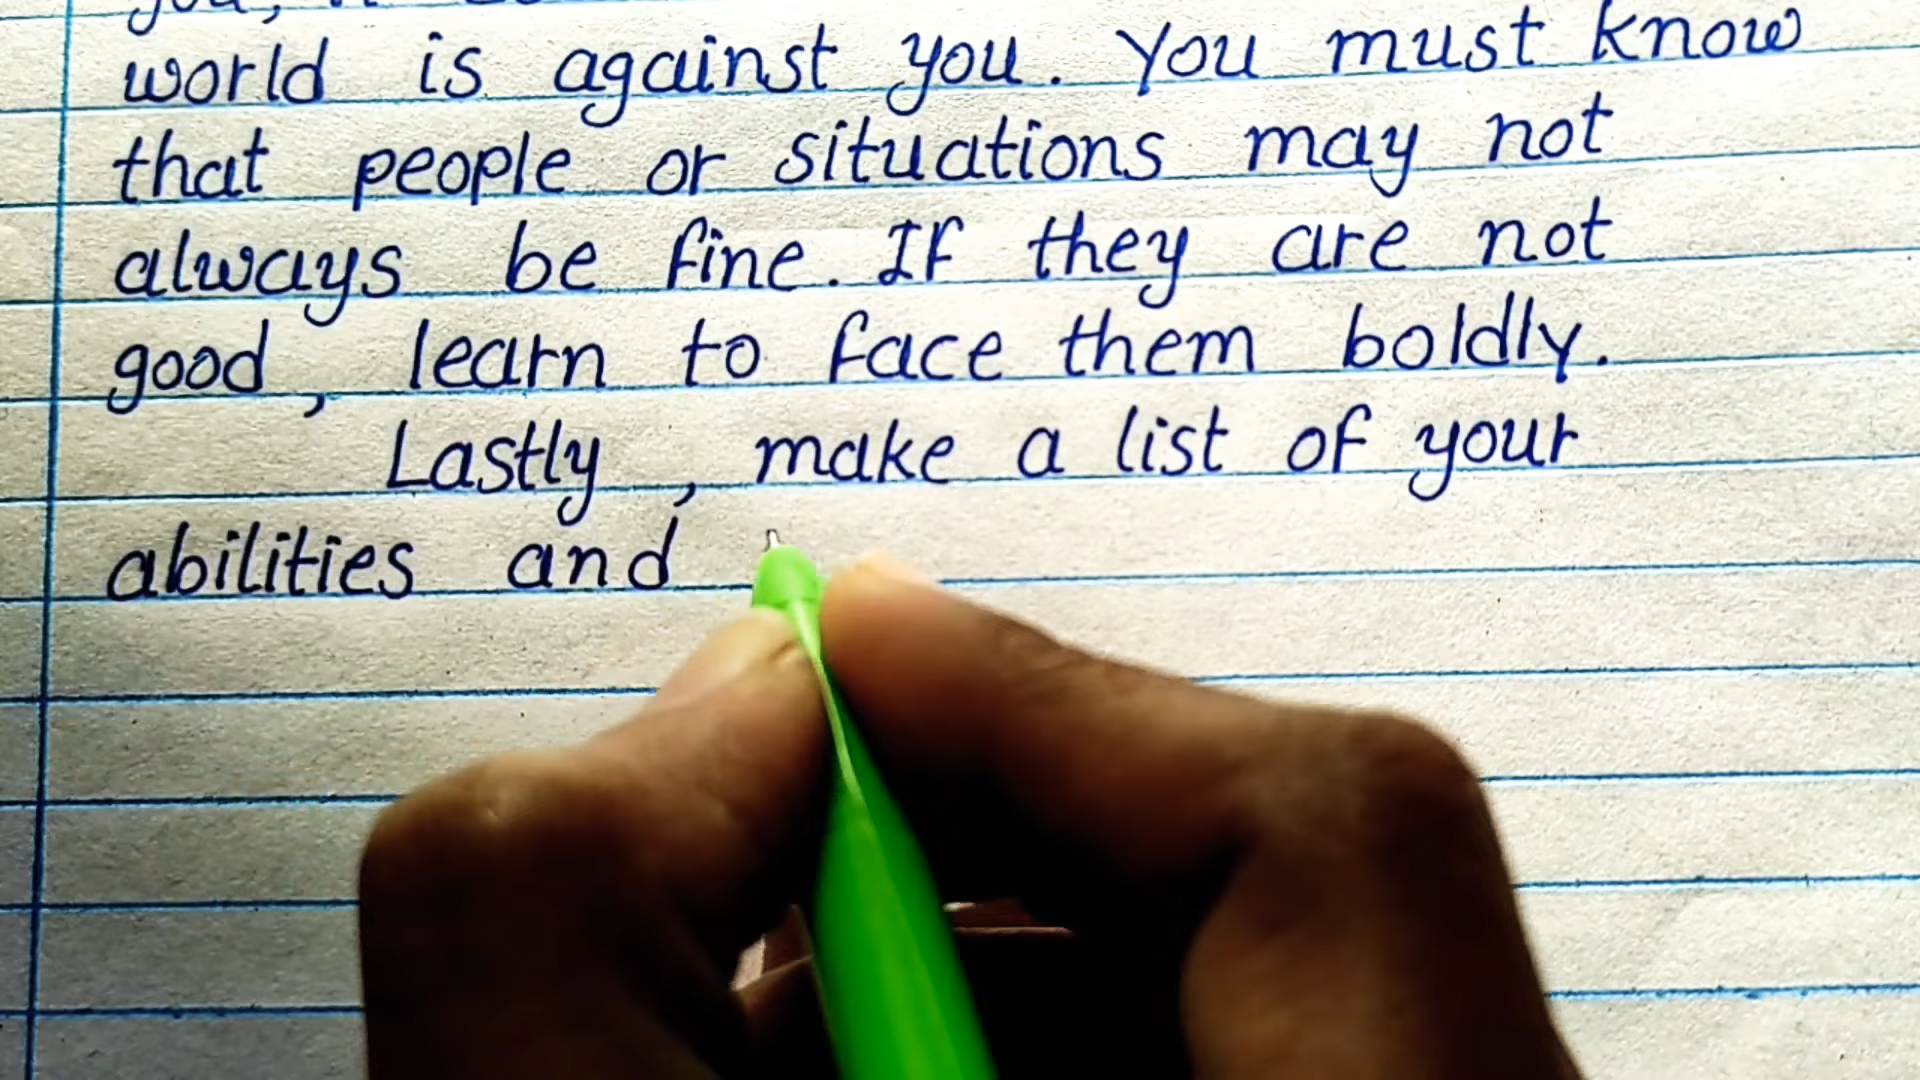 world is against you. You must know
that people or situations may not
always be fine. If they are not
good, learn to face them boldly.
Lastly, make a list of your
abilities and